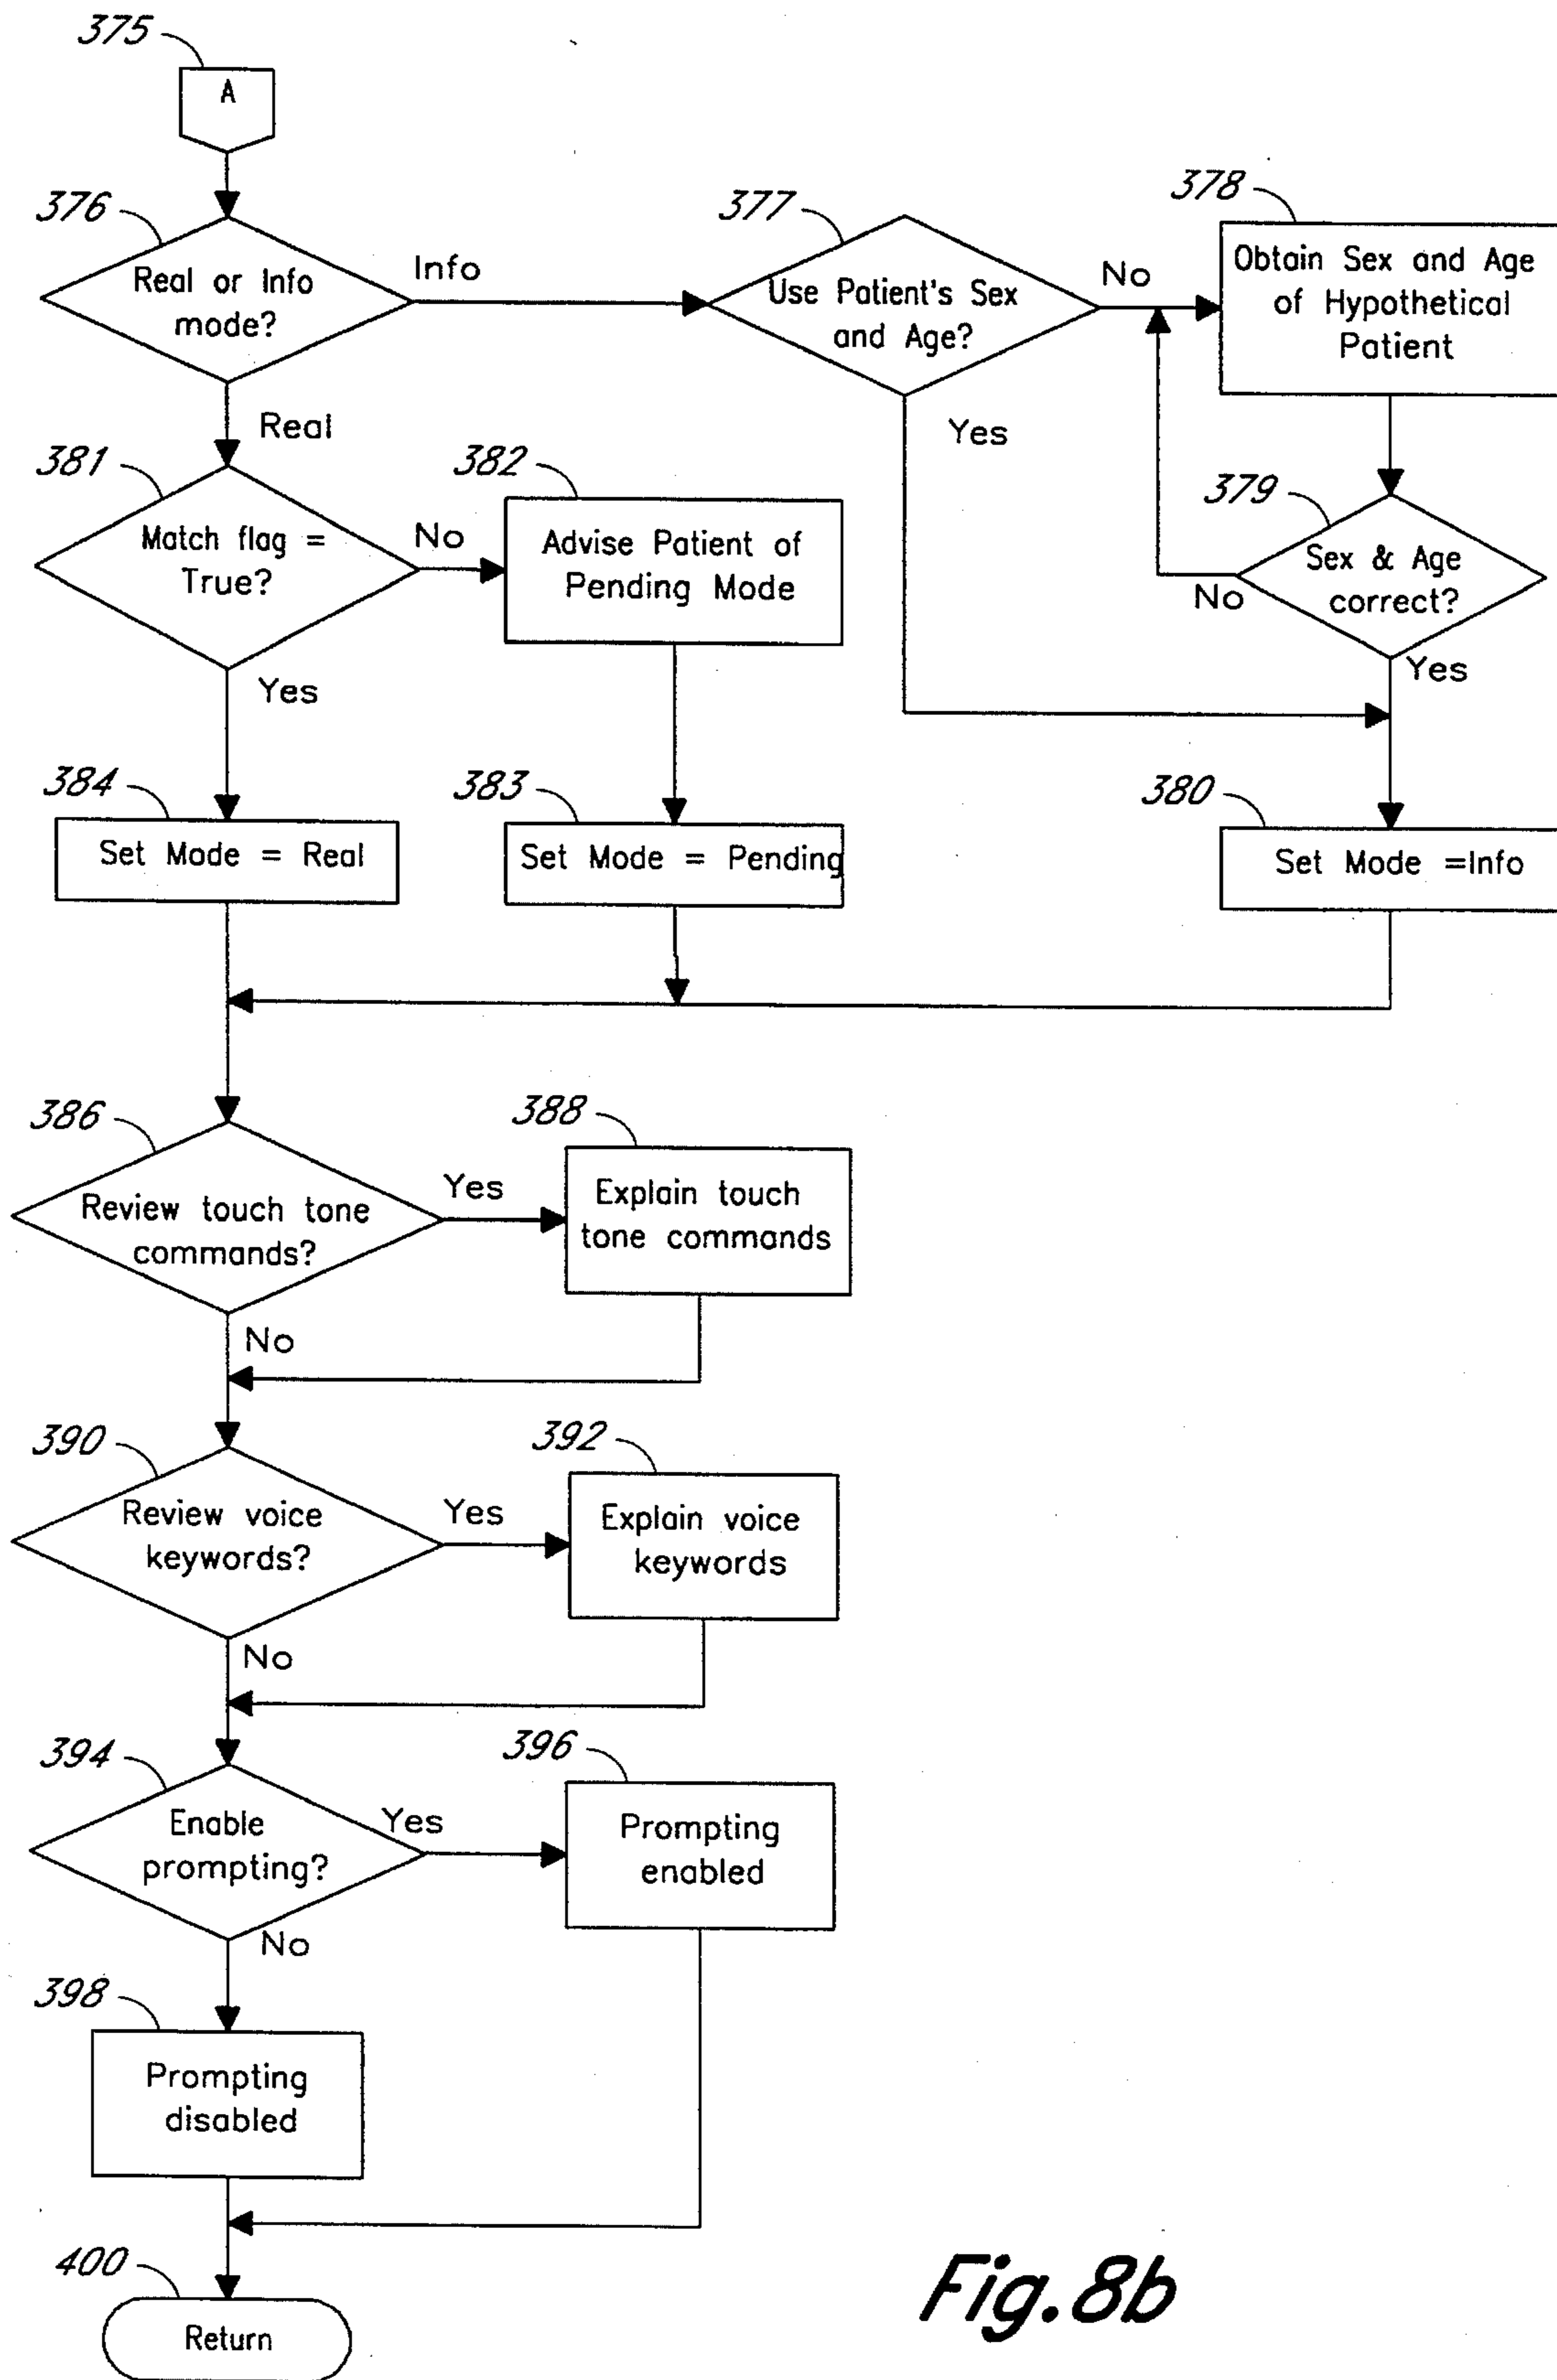 375
A
376
Real or Info
mode?
Info
377
Use Patient's Sex
and Age?
No
378
Obtain Sex and Age
of Hypothetical
Patient
Real
Yes
381
Match flag =
True?
No
382
Advise Patient of
Pending Mode
379
Sex & Age
correct?
No
Yes
Yes
384
Set Mode = Real
383
Set Mode = Pending
380
Set Mode =Info
386
Review touch tone
commands?
Yes
388
Explain touch
tone commands
No
390
Review voice
keywords?
Yes
392
Explain voice
keywords
No
394
Enable
prompting?
Yes
396
Prompting
enabled
No
398
Prompting
disabled
400
Return
Fig.8b